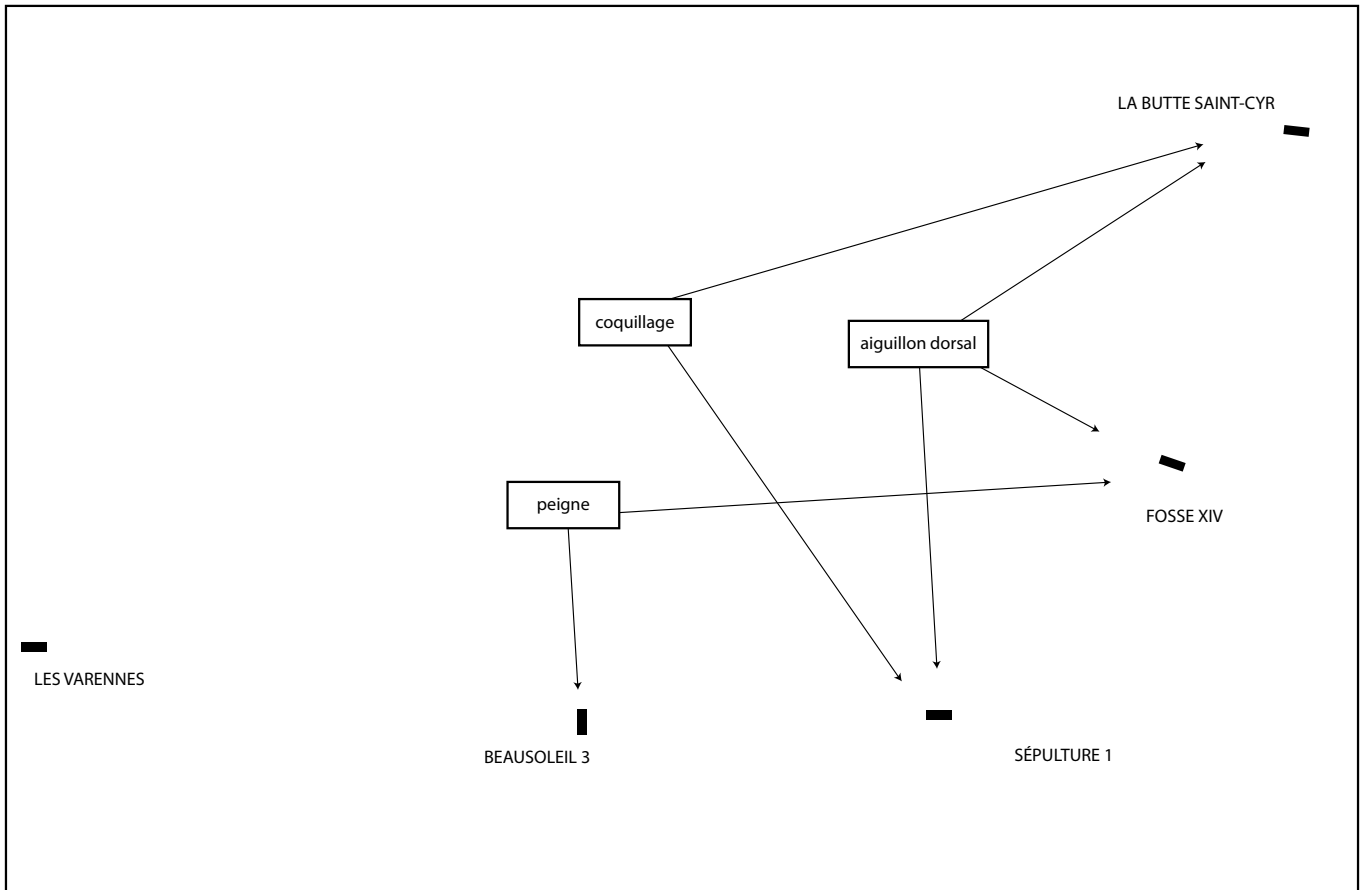 LA BUTTE SAINT-CYR
coquillage
aiguillon dorsal
peigne
FOSSE XIV
LES VARENNES
BEAUSOLEIL 3
SÉPULTURE 1